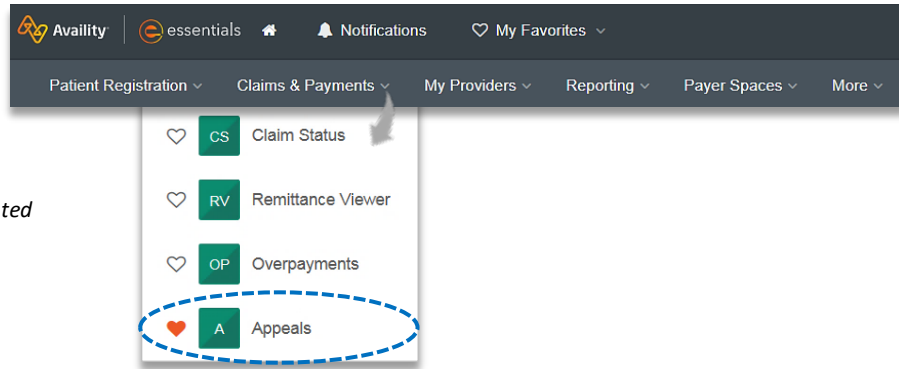 Availity essentials Notifications My Favorites
Patient Registration Claims & Payments My Providers Reporting Payer Spaces More
CS Claim Status
RV Remittance Viewer
ted
OP Overpayments
A Appeals